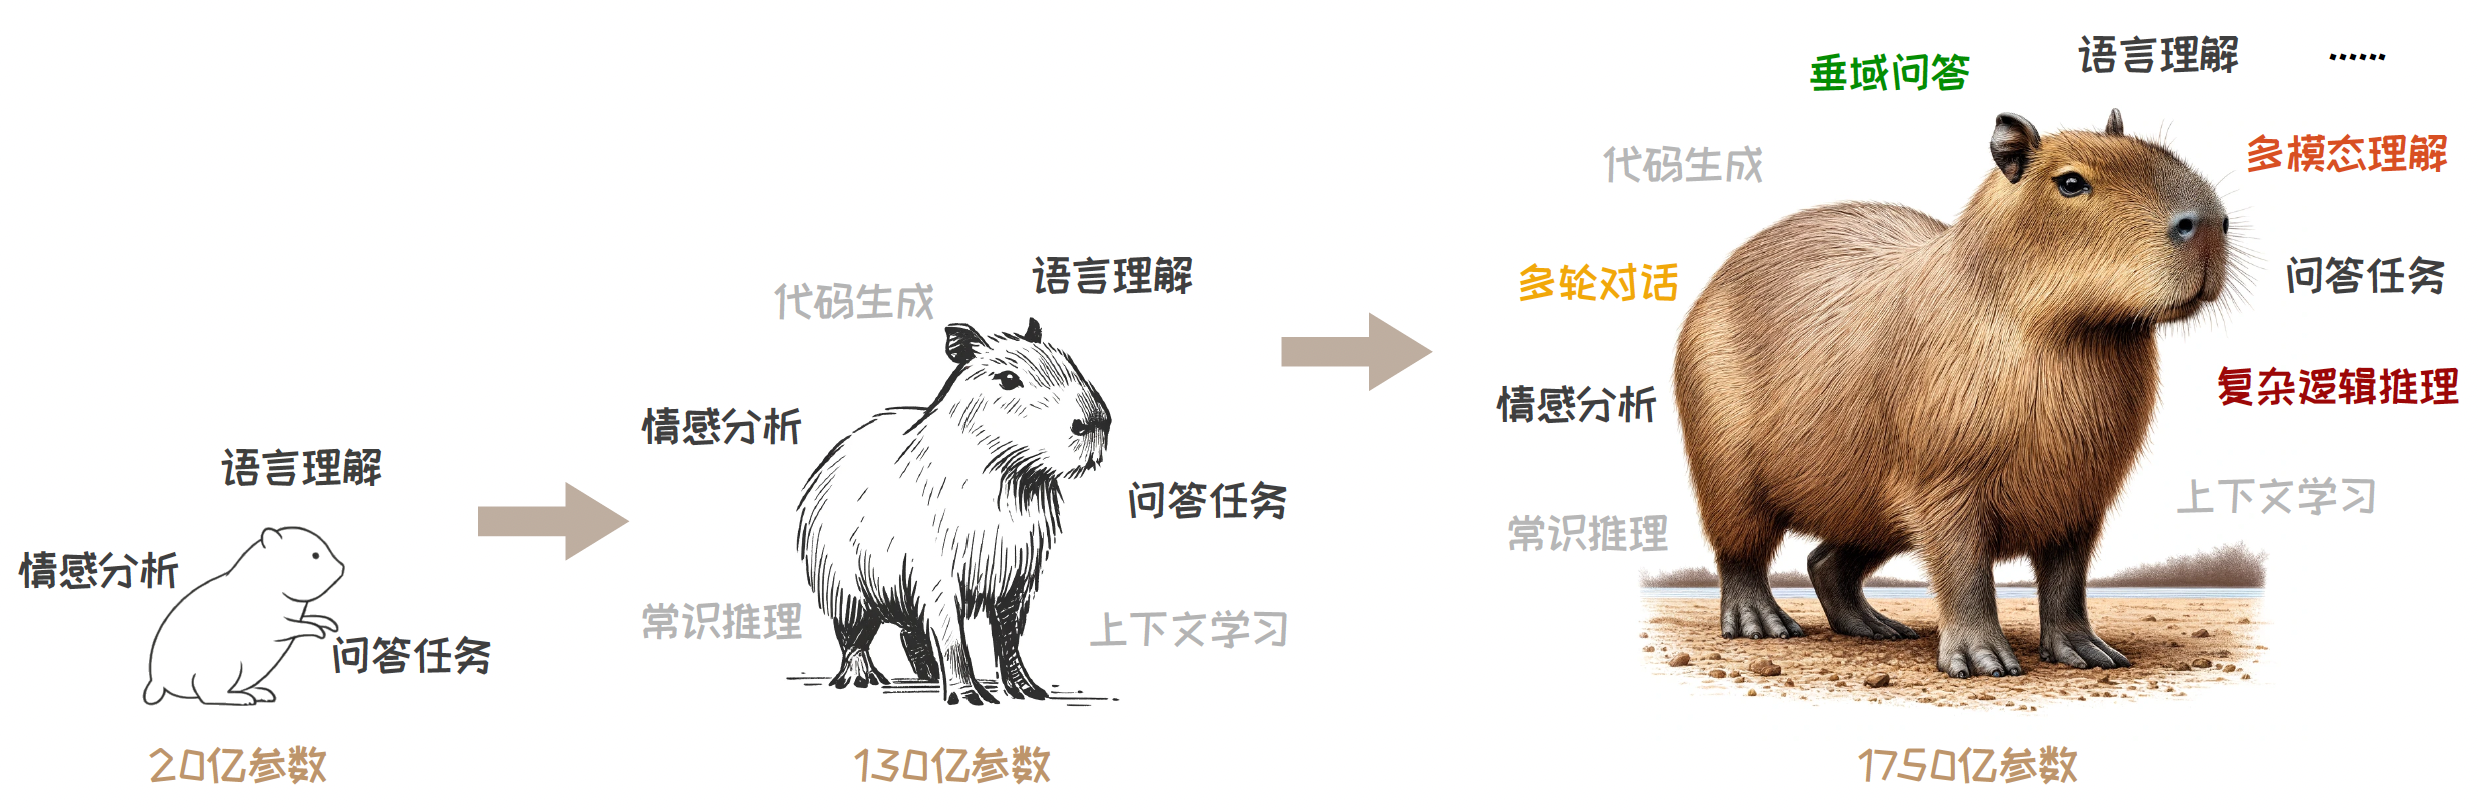 语言理解
情感分析
问答任务
20亿参数
代码生成
语言理解
情感分析
问答任务
常识推理
上下文学习
130亿参数
垂域问答
语言理解
......
代码生成
多模态理解
多轮对话
问答任务
情感分析
复杂逻辑推理
常识推理
上下文学习
1750亿参数